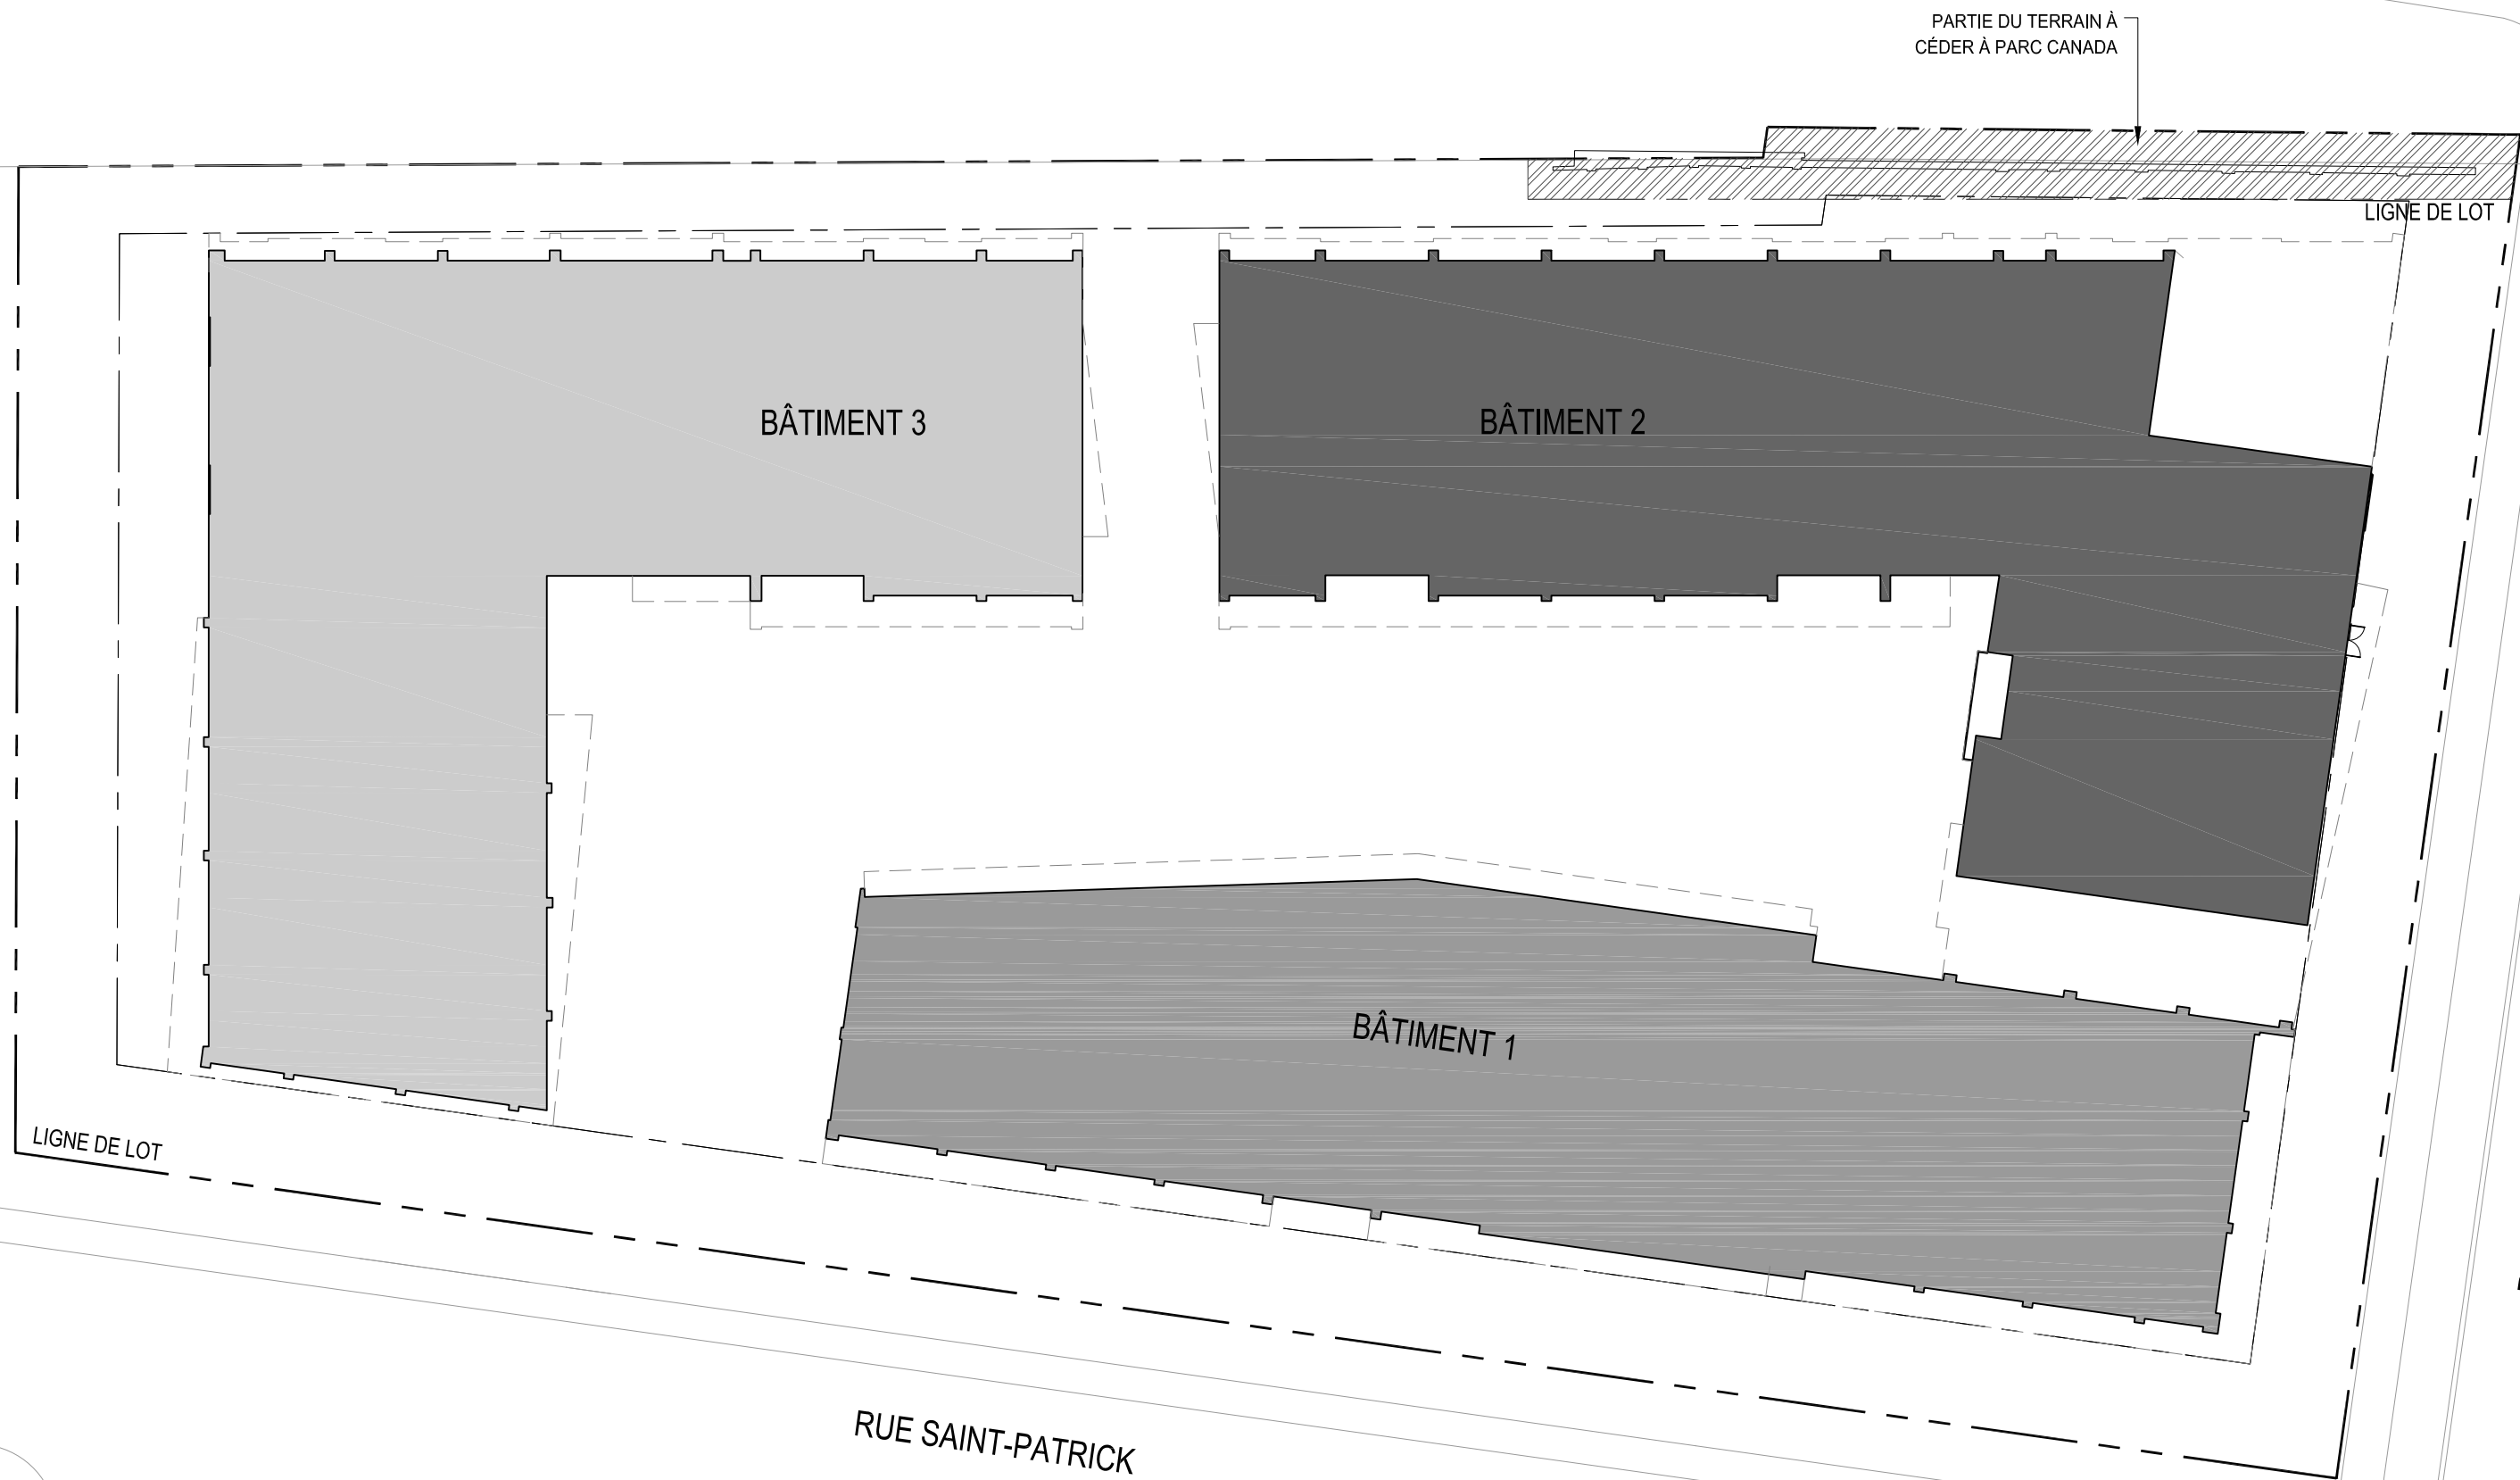 PARTIE DU TERRAIN À
CÉDER À PARC CANADA
LIGNE DE LOT
BÂTIMENT 3
BÂTIMENT 2
BÂTIMENT 1
LIGNE DE LOT
RUE SAINT-PATRICK